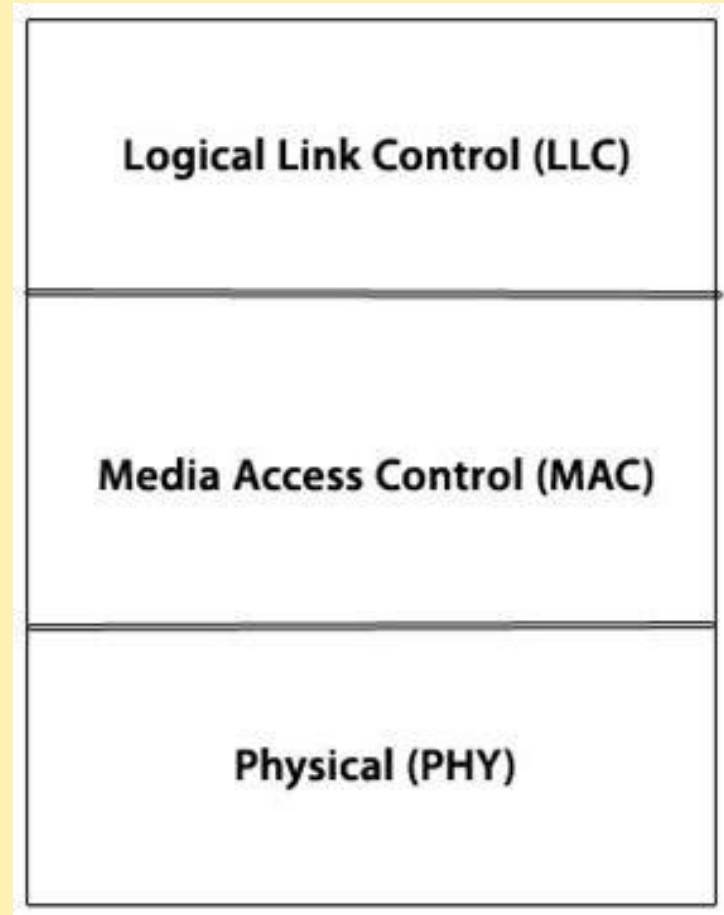 Logical Link Control (LLC)
Media Access Control (MAC)
Physical (PHY)